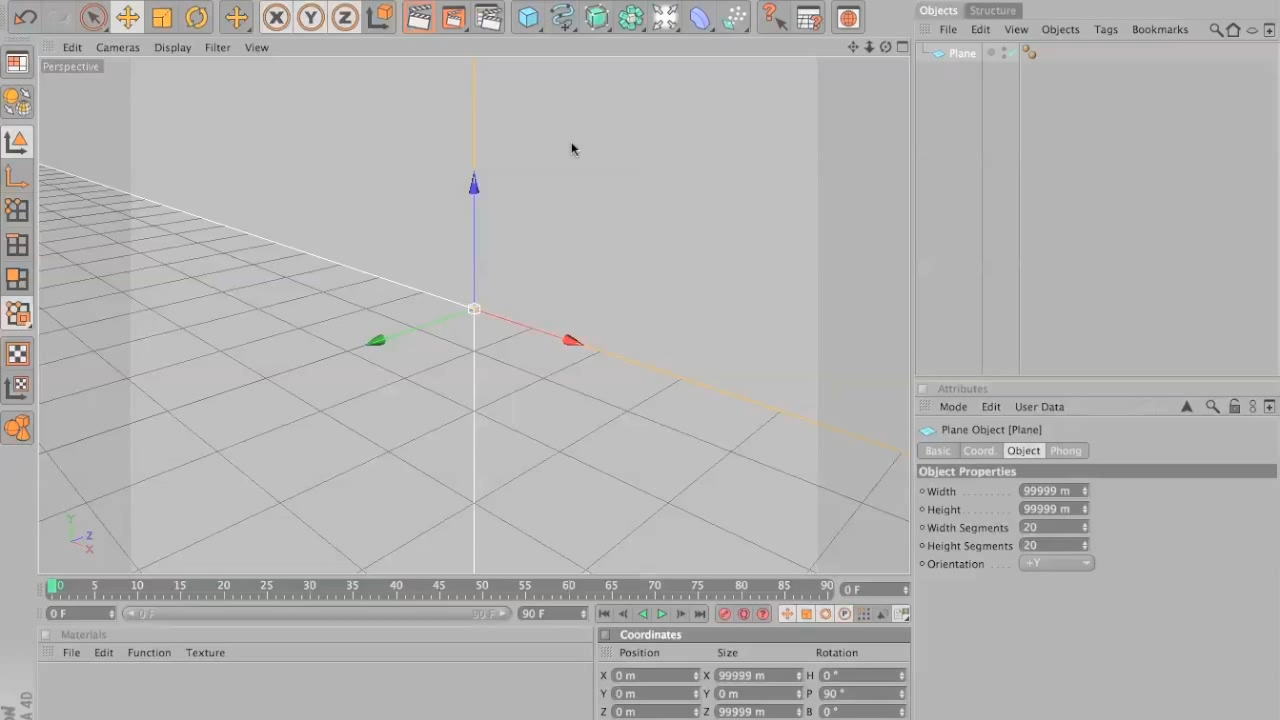 X Y Z
Objects Structure
File Edit View Objects Tags Bookmarks
Plane
Edit Cameras Display Filter View
Perspective
Y
Z
X
Attributes
Mode Edit User Data
Plane Object [Plane]
Basic Coord. Object Phong
Object Properties
Width 99999 m
Height 99999 m
Width Segments 20
Height Segments 20
Orientation +Y
0 5 10 15 20 25 30 35 40 45 50 55 60 65 70 75 80 85 90 0 F
0 F 0 F 90 F 90 F
Materials
File Edit Function Texture
Coordinates
Position Size Rotation
X 0 m X 99999 m H 0 °
Y 0 m Y 0 m P 90 °
Z 0 m Z 99999 m B 0 °